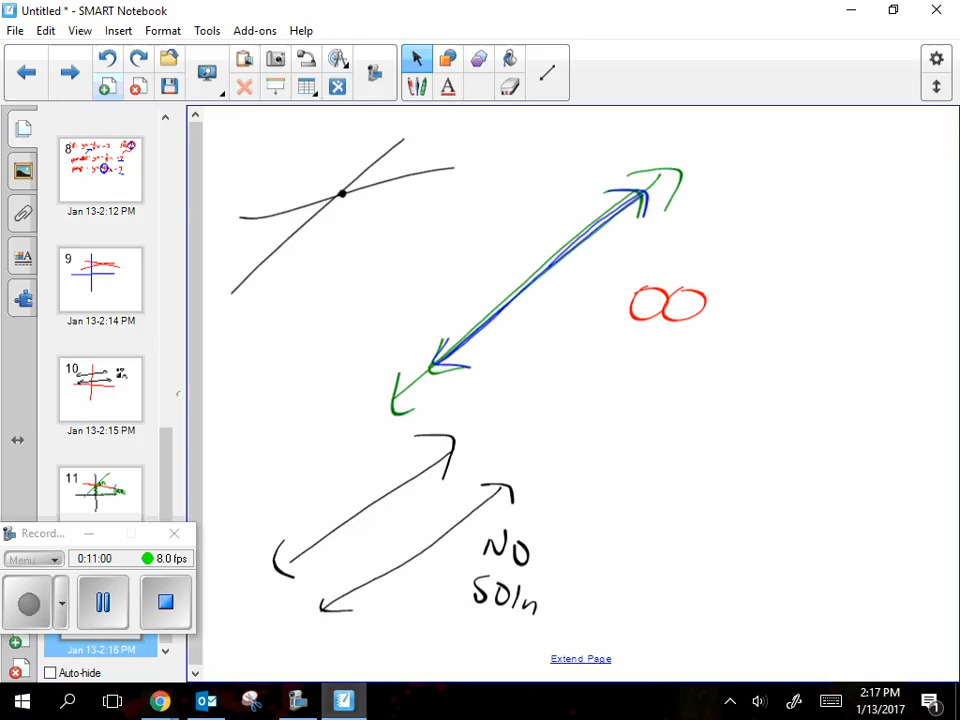 Untitled * - SMART Notebook
File Edit View Insert Format Tools Add-ons Help
8
Jan 13-2:12 PM
9
Jan 13-2:14 PM
10
Jan 13-2:15 PM
11
Record...
Menu
0:11:00
8.0 fps
Jan 13-2:16 PM
Auto-hide
∞
NO
Soln
Extend Page
2:17 PM
1/13/2017
1